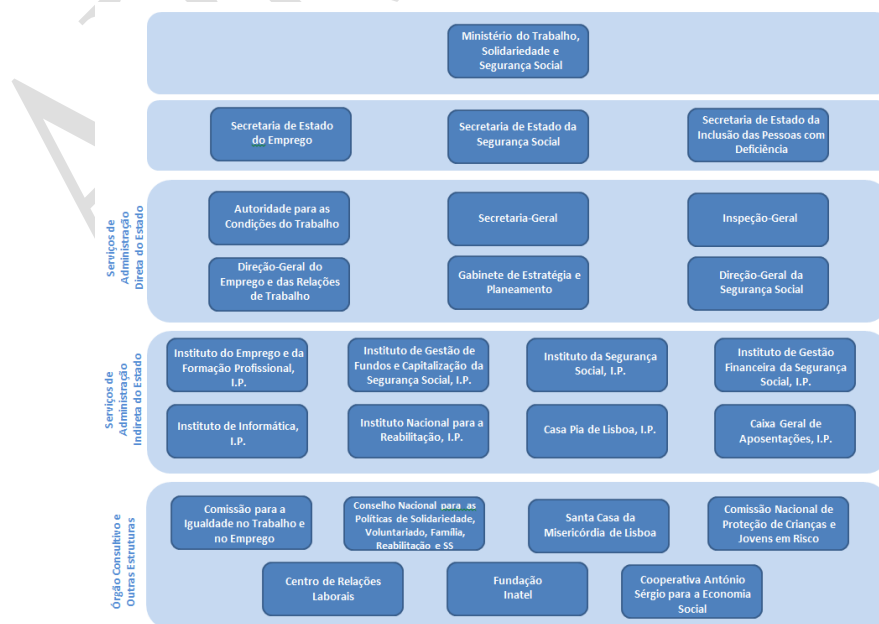 Ministério do Trabalho,
Solidariedade e
Segurança Social
Secretaria de Estado
do Emprego
Secretaria de Estado da
Segurança Social
Secretaria de Estado da
Inclusão das Pessoas com
Deficiência
Serviços de
Administração
Direta do Estado
Autoridade para as
Condições do Trabalho
Secretaria-Geral
Inspeção-Geral
Direção-Geral do
Emprego e das Relações
de Trabalho
Gabinete de Estratégia e
Planeamento
Direção-Geral da
Segurança Social
Serviços de
Administração
Indireta do Estado
Instituto do Emprego e da
Formação Profissional,
I.P.
Instituto de Gestão de
Fundos e Capitalização da
Segurança Social, I.P.
Instituto da Segurança
Social, I.P.
Instituto de Gestão
Financeira da Segurança
Social, I.P.
Instituto de Informática,
I.P.
Instituto Nacional para a
Reabilitação, I.P.
Casa Pia de Lisboa, I.P.
Caixa Geral de
Aposentações, I.P.
Órgão Consultivo e
Outras Estruturas
Comissão para a
Igualdade no Trabalho e
no Emprego
Conselho Nacional para as
Políticas de Solidariedade,
Voluntariado, Família,
Reabilitação e SS
Santa Casa da
Misericórdia de Lisboa
Comissão Nacional de
Proteção de Crianças e
Jovens em Risco
Centro de Relações
Laborais
Fundação
Inatel
Cooperativa António
Sérgio para a Economia
Social